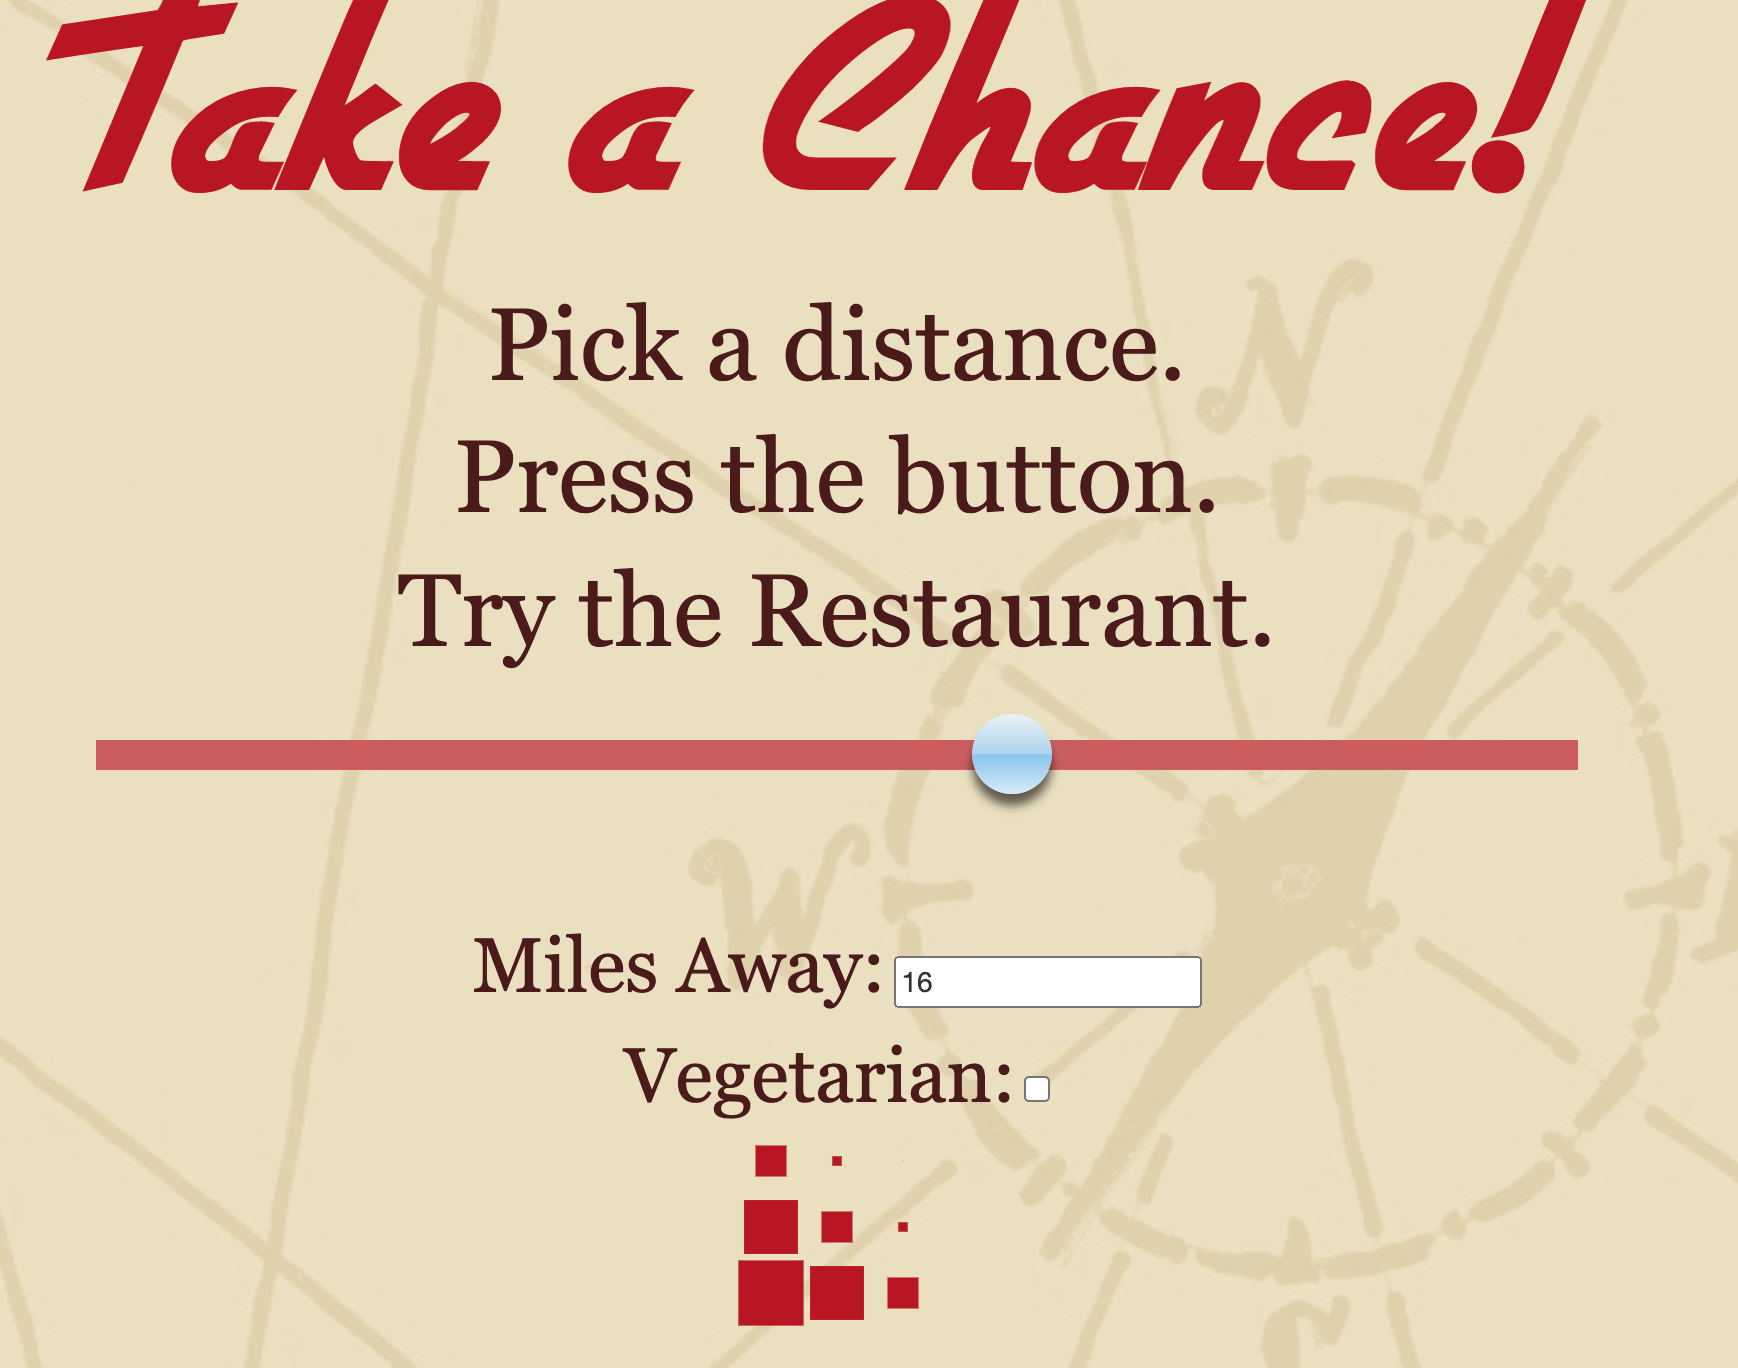 Take a Chance!
Pick a distance.
Press the button.
Try the Restaurant.
N
W
Miles Away: 16
Vegetarian: